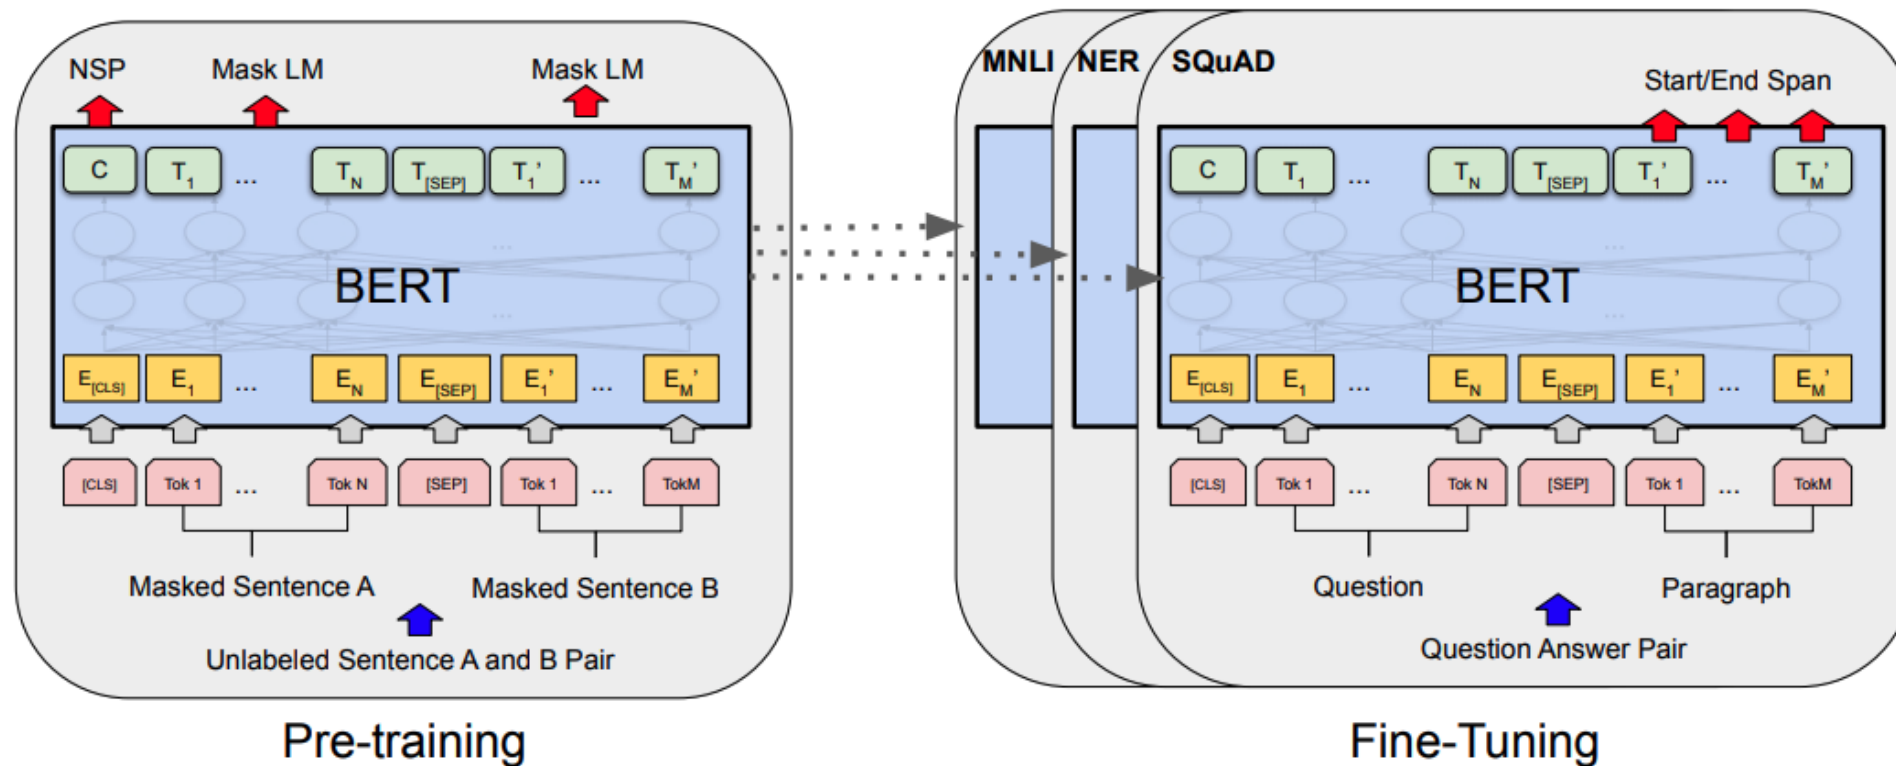 NSP Mask LM Mask LM
C T1 ... TN T[SEP] T1' ... TM'
...
BERT
...
E[CLS] E1 ... EN E[SEP] E1' ... EM'
[CLS] Tok 1 ... Tok N [SEP] Tok 1 ... TokM
Masked Sentence A Masked Sentence B
Unlabeled Sentence A and B Pair
Pre-training
MNLI NER SQuAD
Start/End Span
C T1 ... TN T[SEP] T1' ... TM'
...
BERT
...
E[CLS] E1 ... EN E[SEP] E1' ... EM'
[CLS] Tok 1 ... Tok N [SEP] Tok 1 ... TokM
Question Paragraph
Question Answer Pair
Fine-Tuning